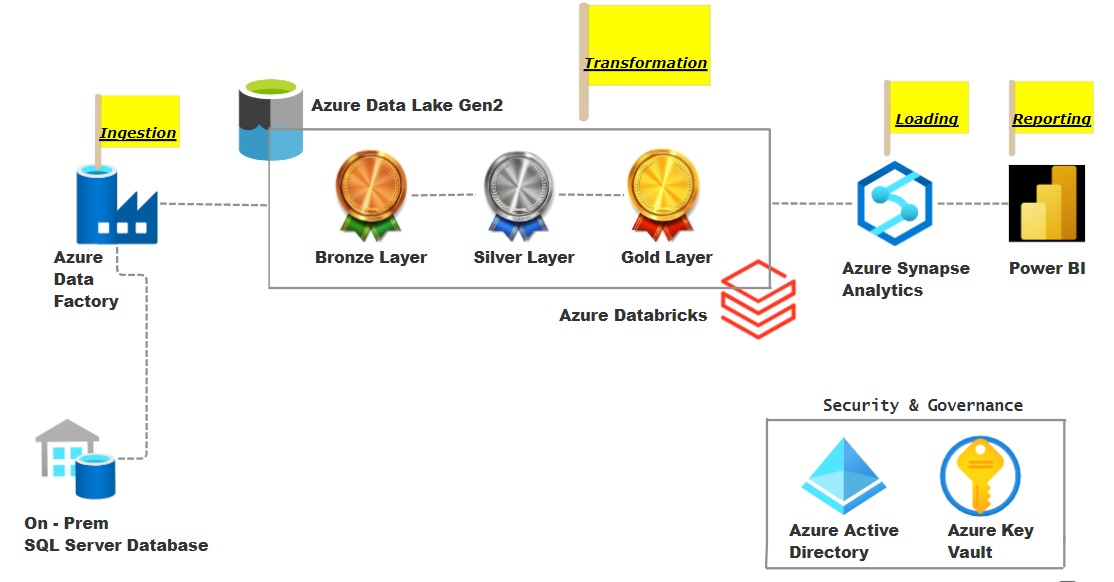 Transformation
Azure Data Lake Gen2
Ingestion
Loading
Reporting
Bronze Layer
Silver Layer
Gold Layer
Azure
Data
Factory
Azure Synapse
Analytics
Power BI
Azure Databricks
Security & Governance
On - Prem
SQL Server Database
Azure Active
Directory
Azure Key
Vault